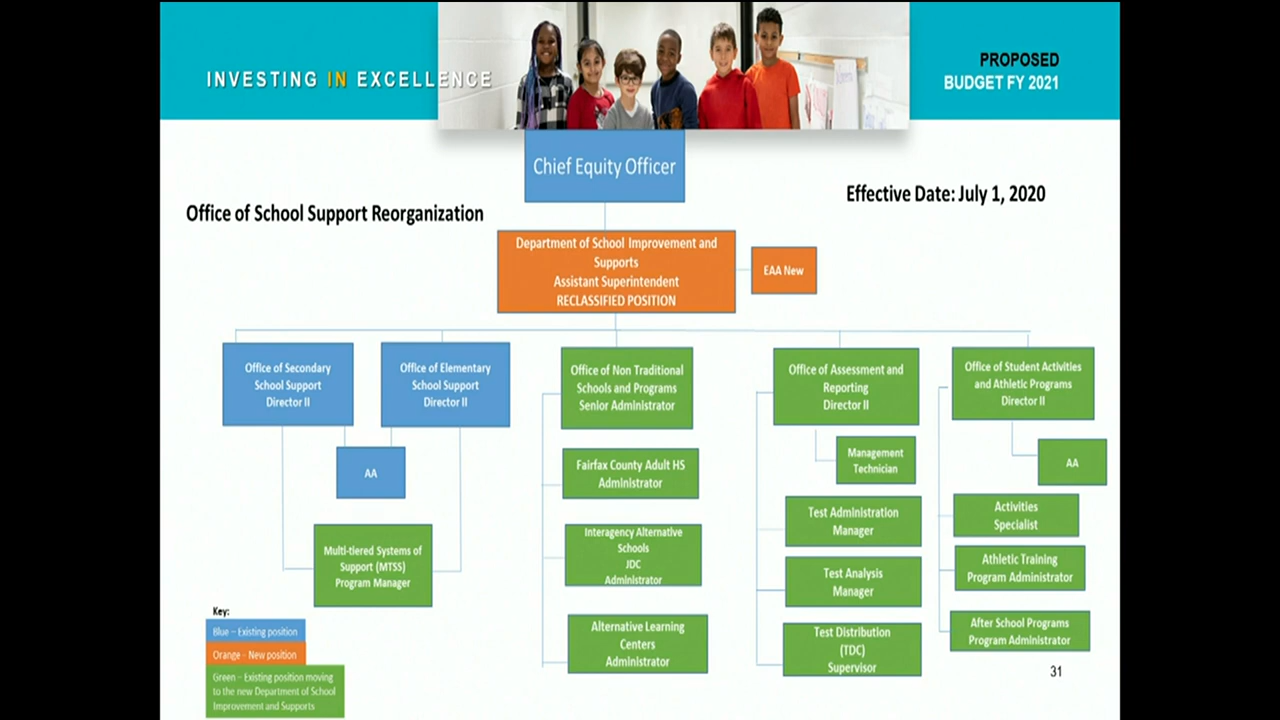 INVESTING IN EXCELLENCE
PROPOSED
BUDGET FY 2021
Chief Equity Officer
Effective Date: July 1, 2020
Office of School Support Reorganization
Department of School Improvement and
Supports
Assistant Superintendent
RECLASSIFIED POSITION
EAA New
Office of Secondary
School Support
Director II
Office of Elementary
School Support
Director II
AA
Multi-tiered Systems of
Support (MTSS)
Program Manager
Office of Non Traditional
Schools and Programs
Senior Administrator
Fairfax County Adult HS
Administrator
Interagency Alternative
Schools
JDC
Administrator
Alternative Learning
Centers
Administrator
Office of Assessment and
Reporting
Director II
Management
Technician
Test Administration
Manager
Test Analysis
Manager
Test Distribution
(TDC)
Supervisor
Office of Student Activities
and Athletic Programs
Director II
AA
Activities
Specialist
Athletic Training
Program Administrator
After School Programs
Program Administrator
Key:
Blue – Existing position
Orange - New position
Green – Existing position moving
to the new Department of School
Improvement and Supports
31